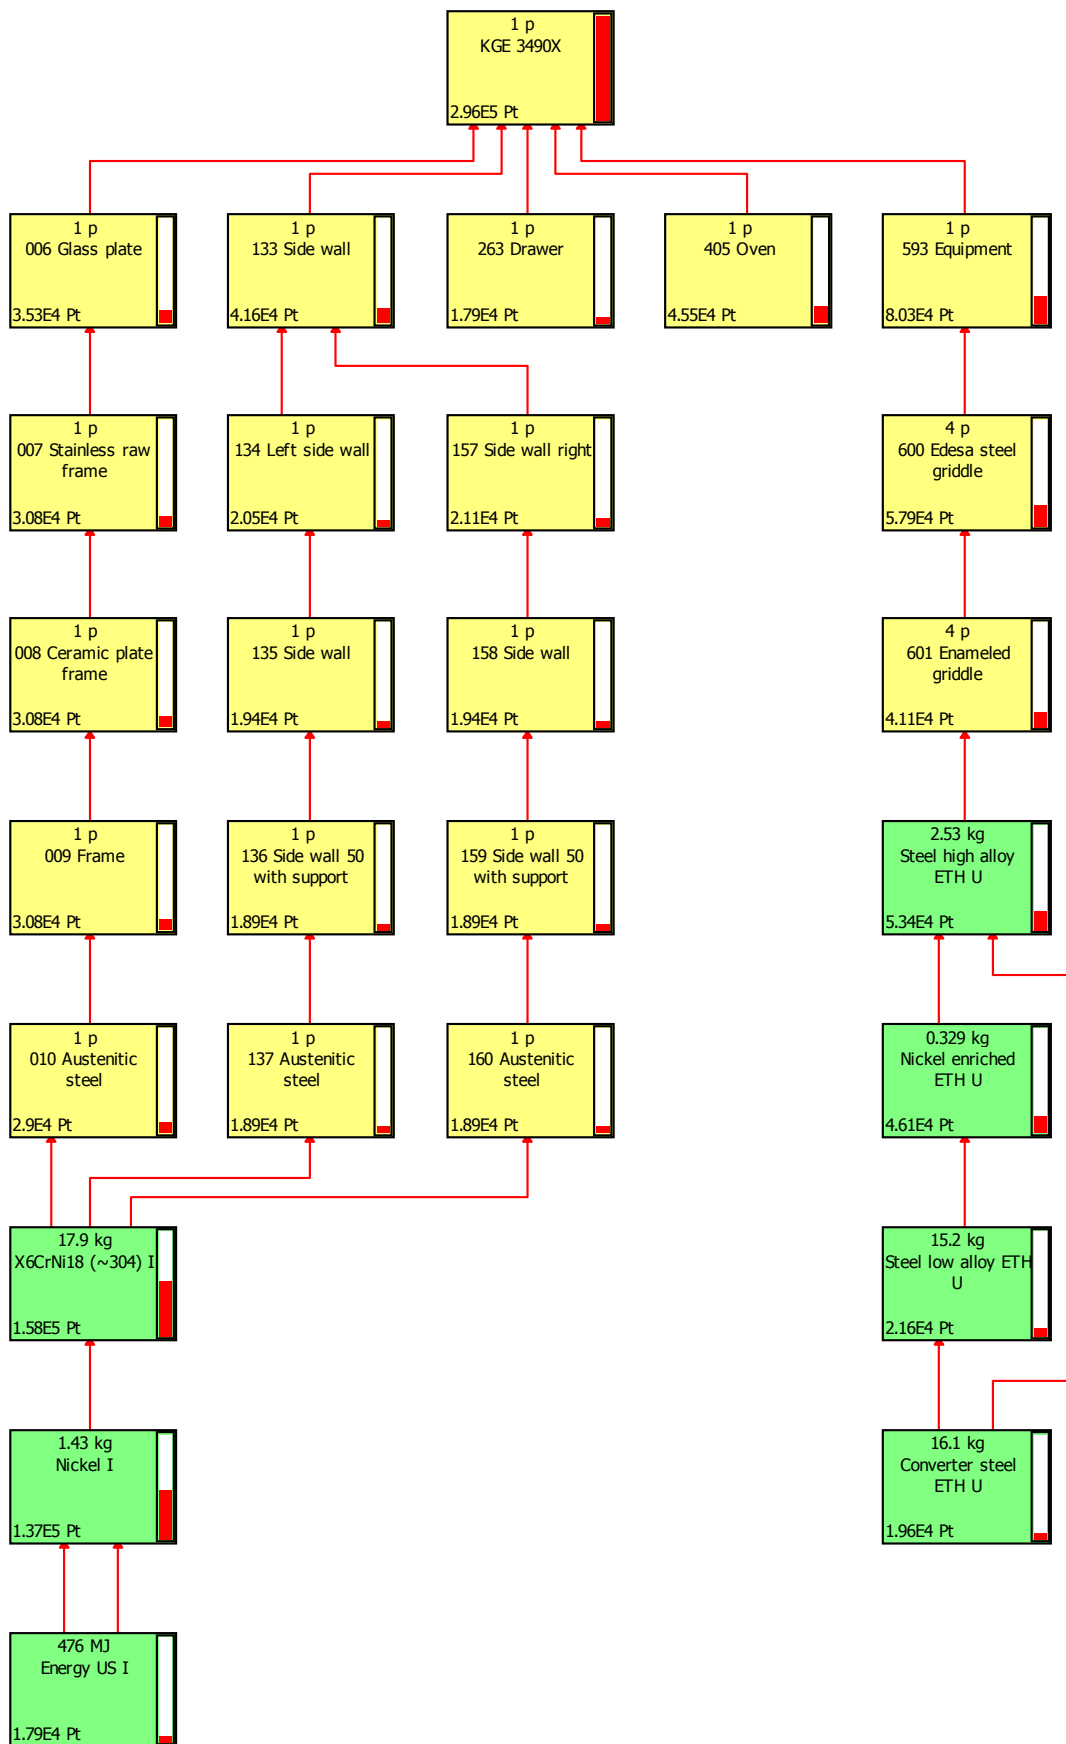 1 p
KGE 3490X
2.96E5 Pt
1 p
006 Glass plate
3.53E4 Pt
1 p
133 Side wall
4.16E4 Pt
1 p
263 Drawer
1.79E4 Pt
1 p
405 Oven
4.55E4 Pt
1 p
593 Equipment
8.03E4 Pt
1 p
007 Stainless raw
frame
3.08E4 Pt
1 p
134 Left side wall
2.05E4 Pt
1 p
157 Side wall right
2.11E4 Pt
4 p
600 Edesa steel
griddle
5.79E4 Pt
1 p
008 Ceramic plate
frame
3.08E4 Pt
1 p
135 Side wall
1.94E4 Pt
1 p
158 Side wall
1.94E4 Pt
4 p
601 Enameled
griddle
4.11E4 Pt
1 p
009 Frame
3.08E4 Pt
1 p
136 Side wall 50
with support
1.89E4 Pt
1 p
159 Side wall 50
with support
1.89E4 Pt
2.53 kg
Steel high alloy
ETH U
5.34E4 Pt
1 p
010 Austenitic
steel
2.9E4 Pt
1 p
137 Austenitic
steel
1.89E4 Pt
1 p
160 Austenitic
steel
1.89E4 Pt
0.329 kg
Nickel enriched
ETH U
4.61E4 Pt
17.9 kg
X6CrNi18 (~304) I
1.58E5 Pt
15.2 kg
Steel low alloy ETH
U
2.16E4 Pt
1.43 kg
Nickel I
1.37E5 Pt
16.1 kg
Converter steel
ETH U
1.96E4 Pt
476 MJ
Energy US I
1.79E4 Pt